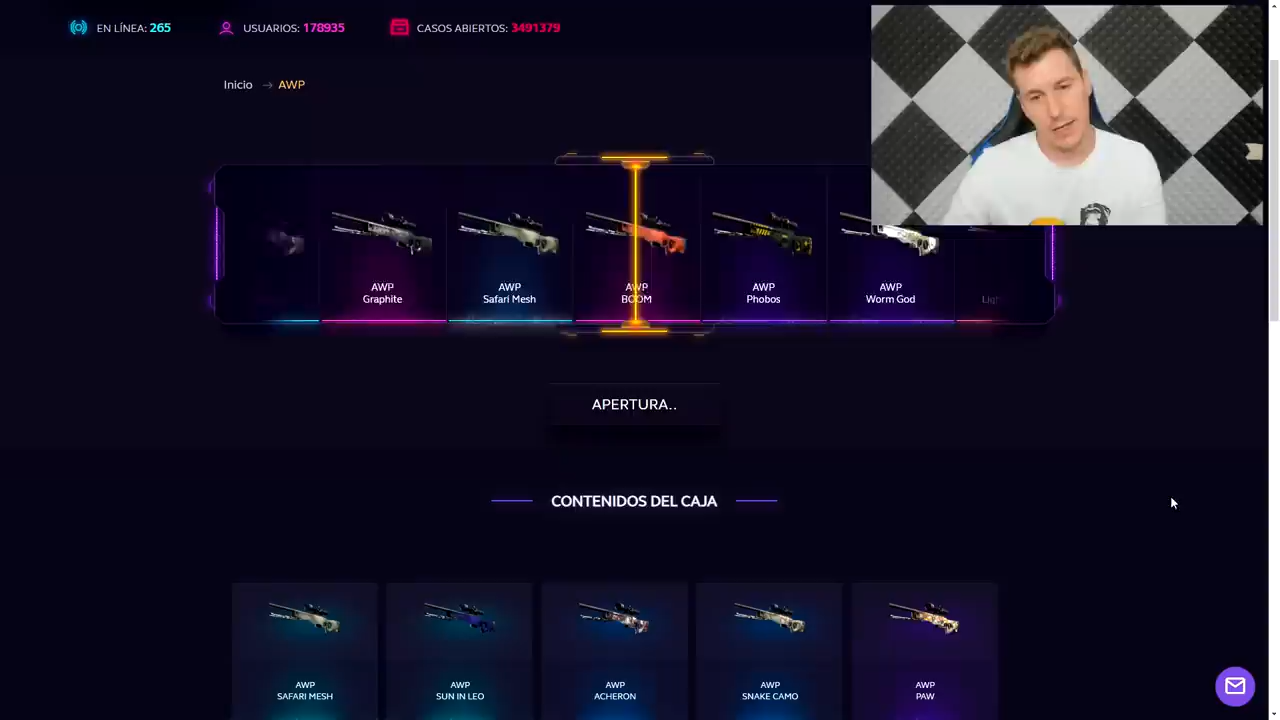 EN LÍNEA: 265
USUARIOS: 178935
CASOS ABIERTOS: 3491379
Inicio → AWP
AWP
Graphite
AWP
Safari Mesh
AWP
BOOM
AWP
Phobos
AWP
Worm God
APERTURA..
CONTENIDOS DEL CAJA
AWP
SAFARI MESH
AWP
SUN IN LEO
AWP
ACHERON
AWP
SNAKE CAMO
AWP
PAW